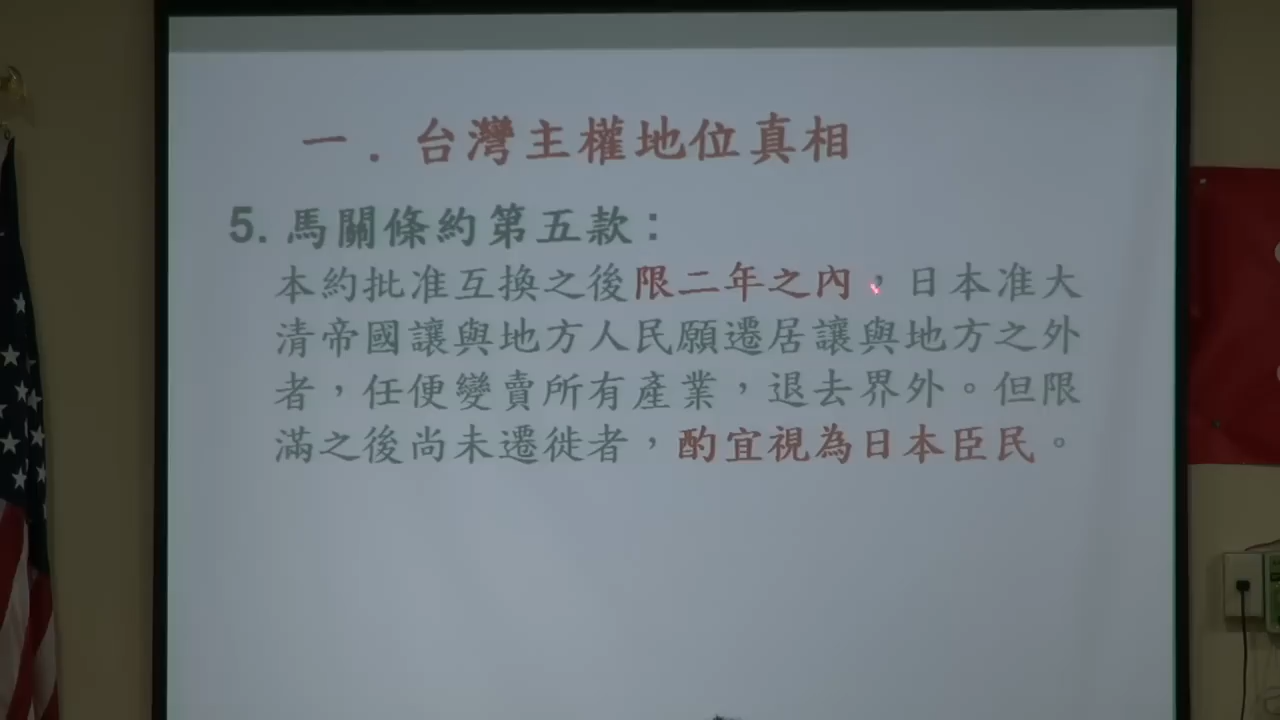 一．台灣主權地位真相
5. 馬關條約第五款：
本約批准互換之後限二年之內，日本准大
清帝國讓與地方人民願遷居讓與地方之外
者，任便變賣所有產業，退去界外。但限
滿之後尚未遷徙者，酌宜視為日本臣民。